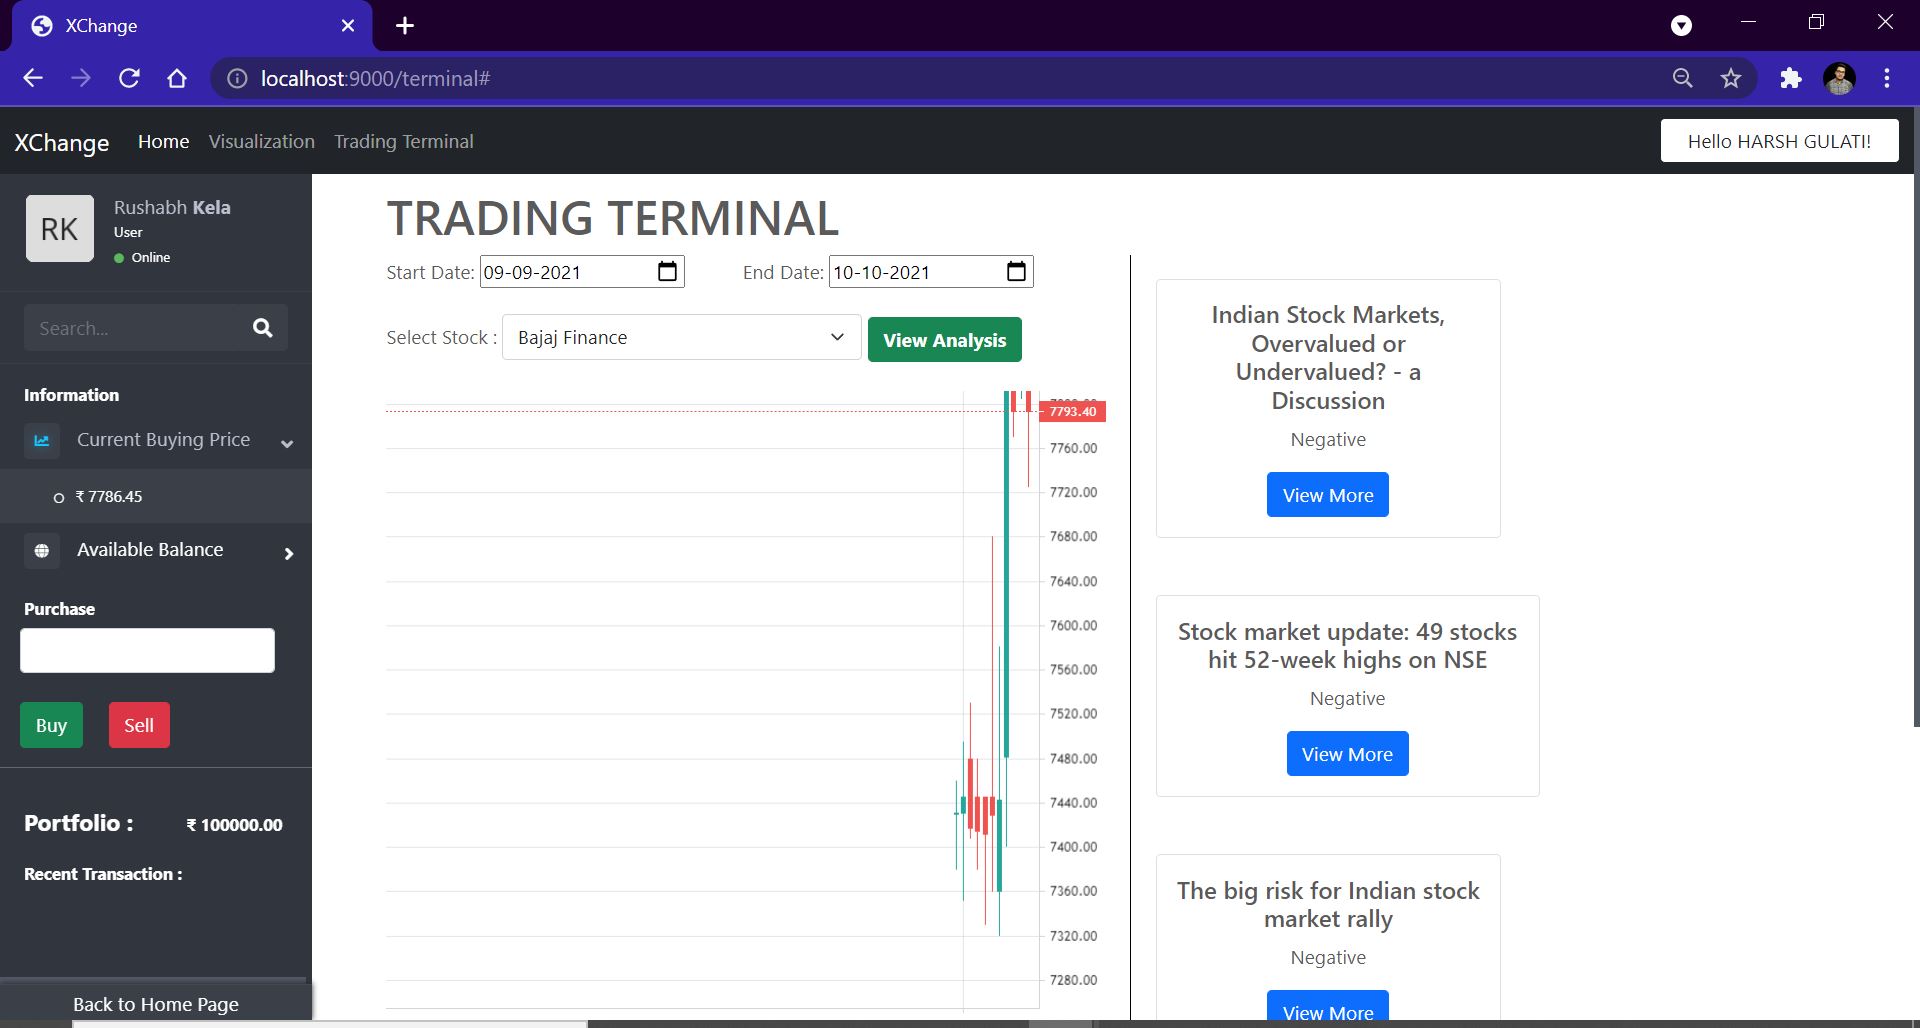 XChange
localhost:9000/terminal#
XChange Home Visualization Trading Terminal
Hello HARSH GULATI!
RK
Rushabh Kela
User
Online
Search...
Information
Current Buying Price
₹ 7786.45
Available Balance
Purchase
Buy Sell
Portfolio : ₹ 100000.00
Recent Transaction :
Back to Home Page
TRADING TERMINAL
Start Date: 09-09-2021 End Date: 10-10-2021
Select Stock : Bajaj Finance View Analysis
7793.40
7760.00
7720.00
7680.00
7640.00
7600.00
7560.00
7520.00
7480.00
7440.00
7400.00
7360.00
7320.00
7280.00
Indian Stock Markets,
Overvalued or
Undervalued? - a
Discussion
Negative
View More
Stock market update: 49 stocks
hit 52-week highs on NSE
Negative
View More
The big risk for Indian stock
market rally
Negative
View More